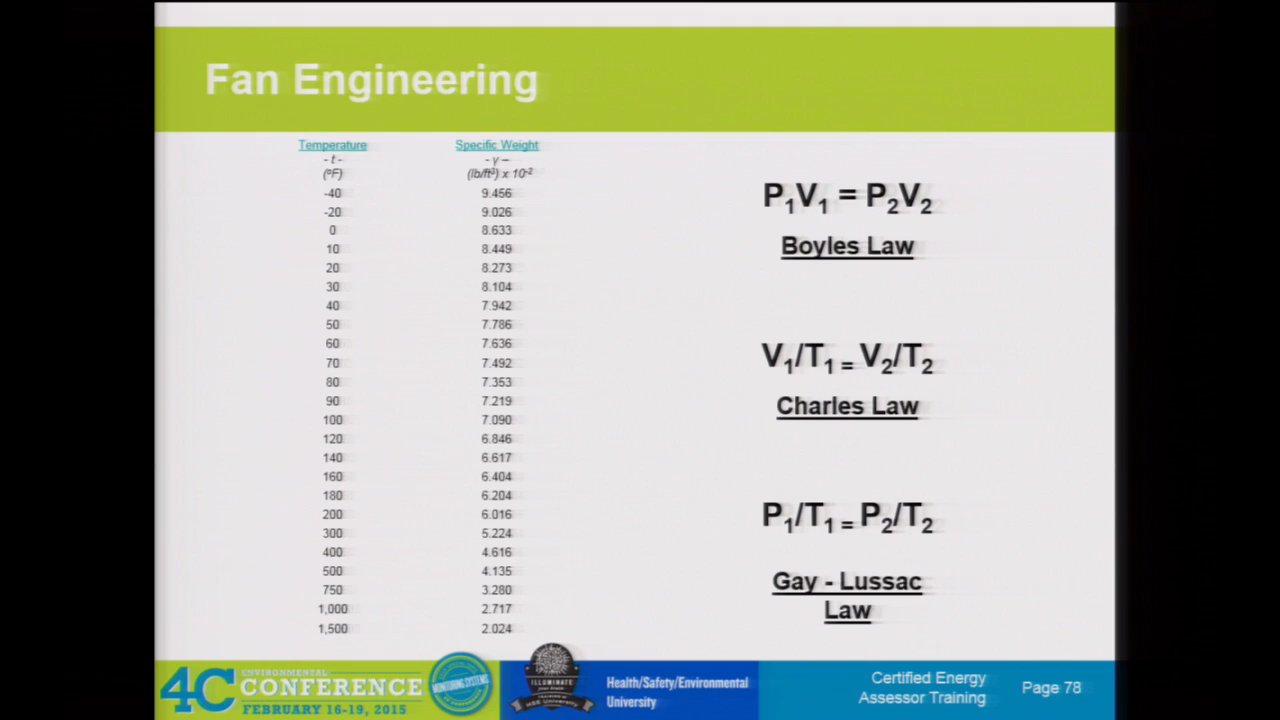 Fan Engineering
Temperature Specific Weight
- t - - γ –
(ºF) (lb/ft³) x 10⁻²
-40 9.456
-20 9.026
0 8.633
10 8.449
20 8.273
30 8.104
40 7.942
50 7.786
60 7.636
70 7.492
80 7.353
90 7.219
100 7.090
120 6.846
140 6.617
160 6.404
180 6.204
200 6.016
300 5.224
400 4.616
500 4.135
750 3.280
1,000 2.717
1,500 2.024
P₁V₁ = P₂V₂
Boyles Law
V₁/T₁ = V₂/T₂
Charles Law
P₁/T₁ = P₂/T₂
Gay - Lussac
Law
4C ENVIRONMENTAL
CONFERENCE
FEBRUARY 16-19, 2015
MONITORING SYSTEMS
ILLUMINATE
HSE University
Health/Safety/Environmental
University
Certified Energy
Assessor Training
Page 78